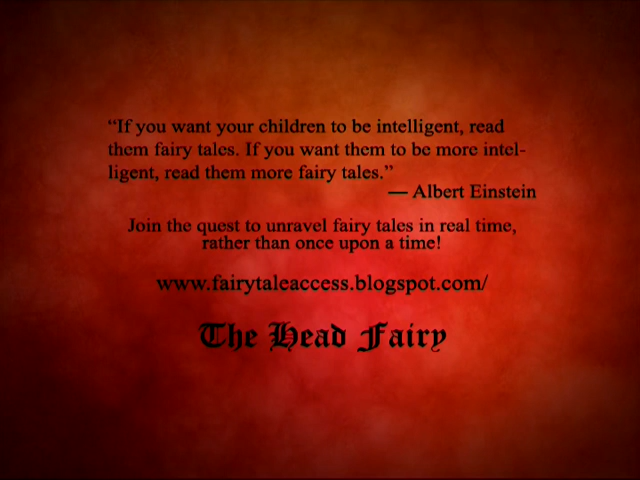 “If you want your children to be intelligent, read
them fairy tales. If you want them to be more intel-
ligent, read them more fairy tales.”
— Albert Einstein
Join the quest to unravel fairy tales in real time,
rather than once upon a time!
www.fairytaleaccess.blogspot.com/
The Head Fairy